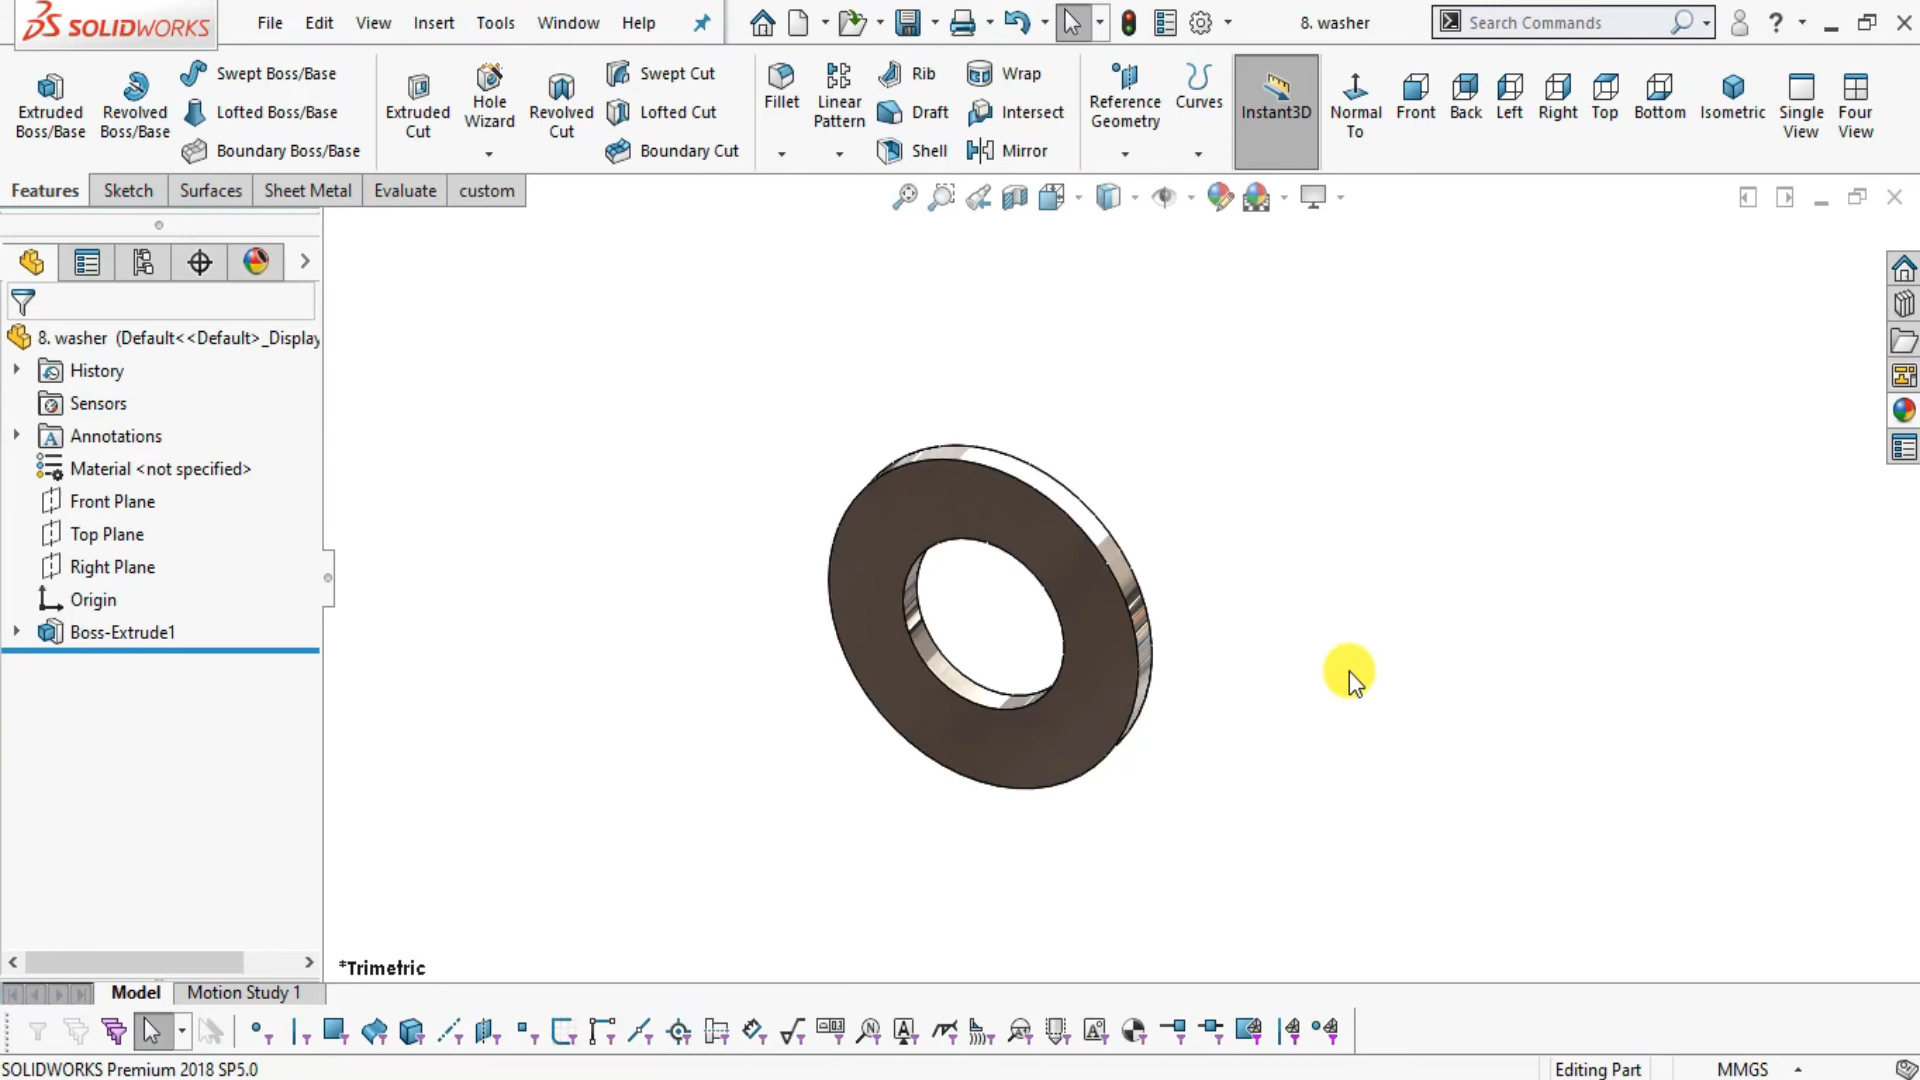 SOLIDWORKS File Edit View Insert Tools Window Help 8. washer Search Commands ?
Extruded Boss/Base
Revolved Boss/Base
Swept Boss/Base
Lofted Boss/Base
Boundary Boss/Base
Extruded Cut
Hole Wizard
Revolved Cut
Swept Cut
Lofted Cut
Boundary Cut
Fillet
Linear Pattern
Rib
Draft
Shell
Wrap
Intersect
Mirror
Reference Geometry
Curves
Instant3D
Normal To
Front
Back
Left
Right
Top
Bottom
Isometric
Single View
Four View
Features Sketch Surfaces Sheet Metal Evaluate custom
8. washer (Default<<Default>_Display
History
Sensors
Annotations
Material <not specified>
Front Plane
Top Plane
Right Plane
Origin
Boss-Extrude1
*Trimetric
Model Motion Study 1
SOLIDWORKS Premium 2018 SP5.0 Editing Part MMGS